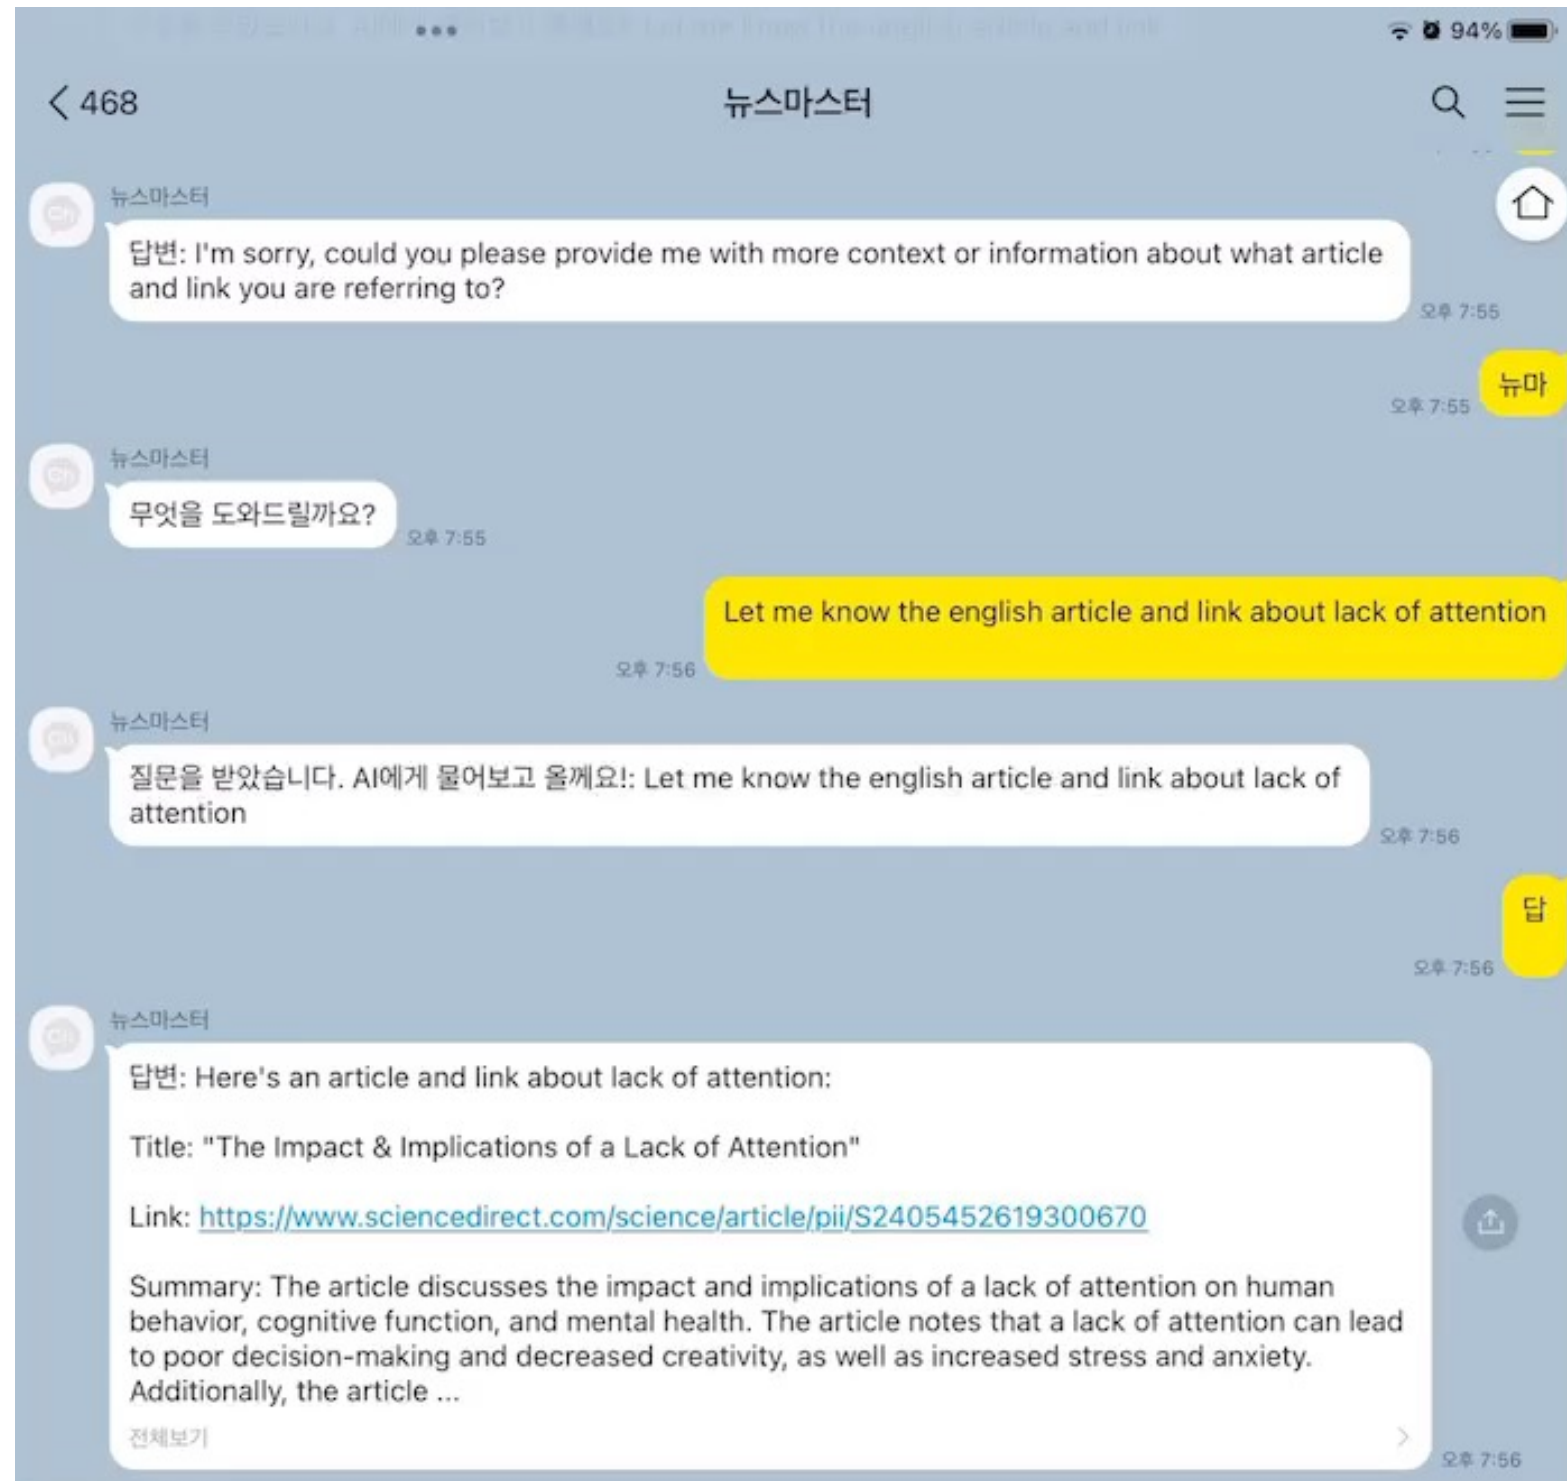 94%
468
뉴스마스터
뉴스마스터
답변: I'm sorry, could you please provide me with more context or information about what article
and link you are referring to?
오후 7:55
뉴마
오후 7:55
뉴스마스터
무엇을 도와드릴까요?
오후 7:55
Let me know the english article and link about lack of attention
오후 7:56
뉴스마스터
질문을 받았습니다. AI에게 물어보고 올께요!: Let me know the english article and link about lack of
attention
오후 7:56
답
오후 7:56
뉴스마스터
답변: Here's an article and link about lack of attention:
Title: "The Impact & Implications of a Lack of Attention"
Link: https://www.sciencedirect.com/science/article/pii/S2405452619300670
Summary: The article discusses the impact and implications of a lack of attention on human
behavior, cognitive function, and mental health. The article notes that a lack of attention can lead
to poor decision-making and decreased creativity, as well as increased stress and anxiety.
Additionally, the article ...
전체보기
오후 7:56